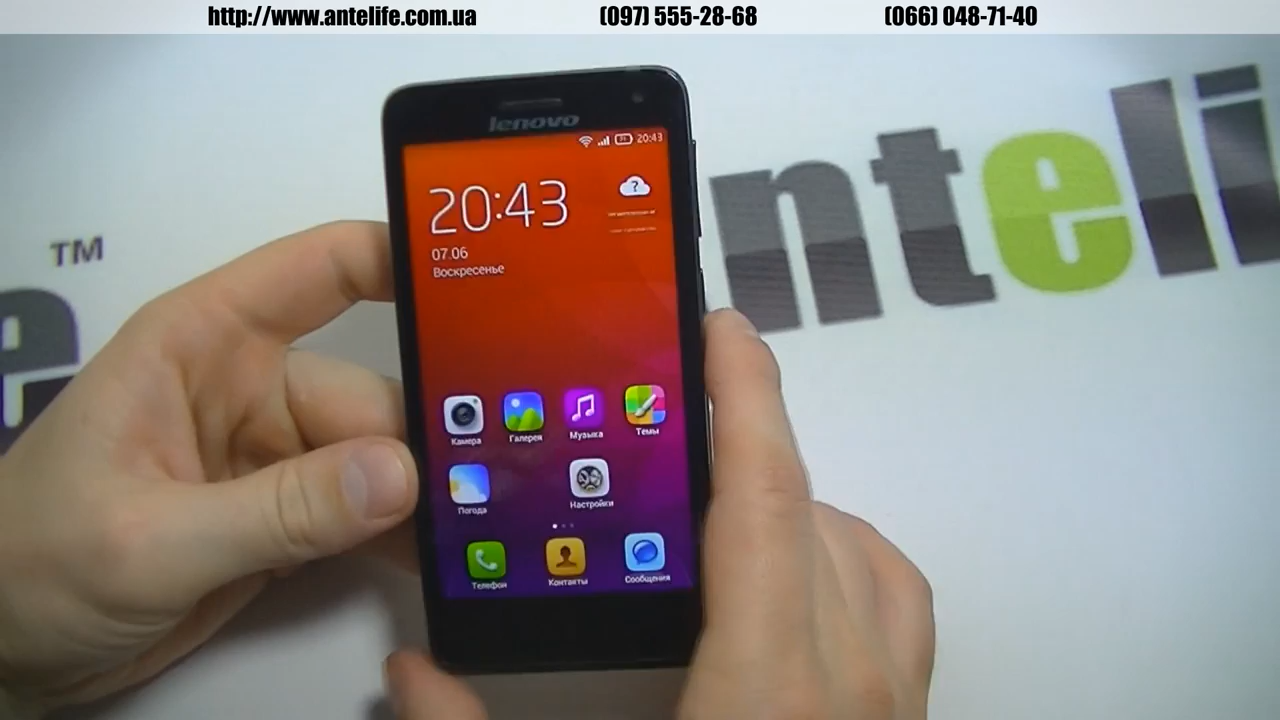 http://www.antelife.com.ua (097) 555-28-68 (066) 048-71-40
lenovo
20:43
20:43
07.06
Воскресенье
Камера Галерея Музыка Темы
Погода Настройки
Телефон Контакты Сообщения
TM
e
nteli